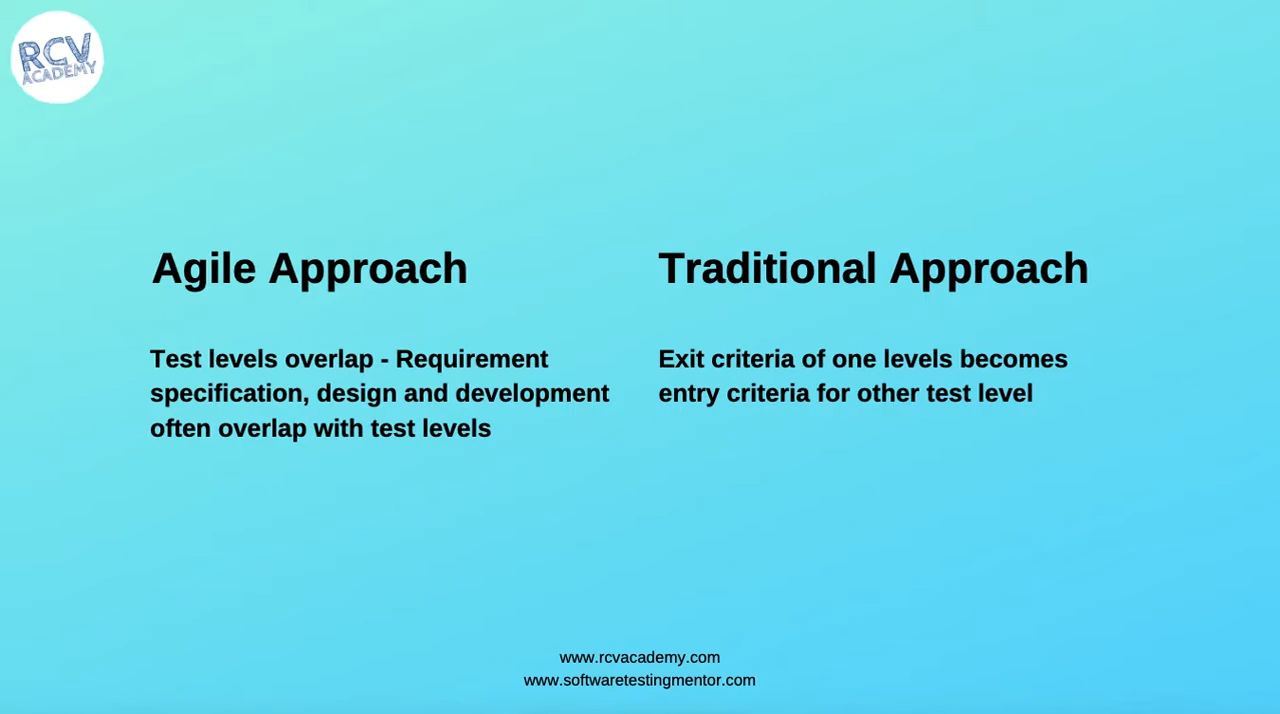 RCV
ACADEMY
Agile Approach
Test levels overlap - Requirement
specification, design and development
often overlap with test levels
Traditional Approach
Exit criteria of one levels becomes
entry criteria for other test level
www.rcvacademy.com
www.softwaretestingmentor.com